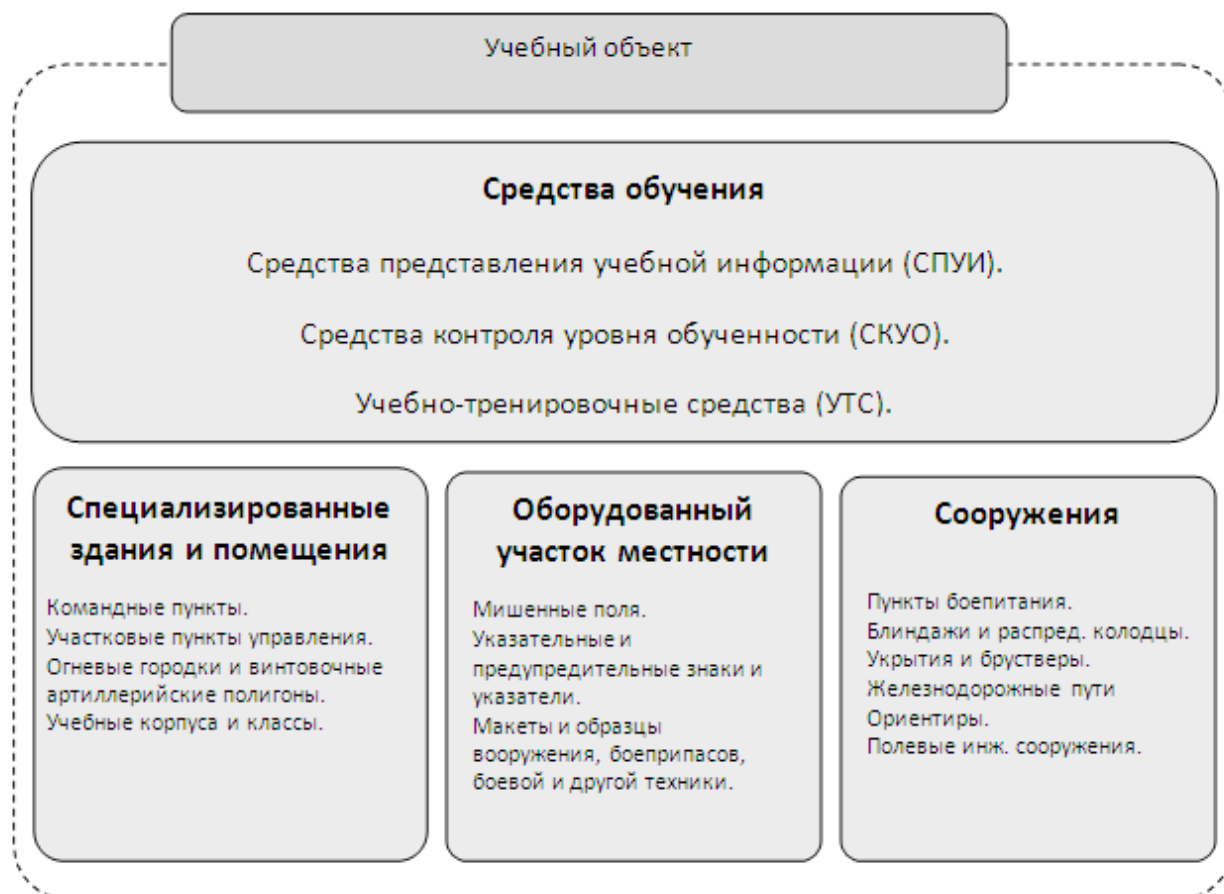 Учебный объект
Средства обучения
Средства представления учебной информации (СПУИ).
Средства контроля уровня обученности (СКУО).
Учебно-тренировочные средства (УТС).
Специализированные
здания и помещения
Командные пункты.
Участковые пункты управления.
Огневые городки и винтовочные
артиллерийские полигоны.
Учебные корпуса и классы.
Оборудованный
участок местности
Мишенные поля.
Указательные и
предупредительные знаки и
указатели.
Макеты и образцы
вооружения, боеприпасов,
боевой и другой техники.
Сооружения
Пункты боепитания.
Блиндажи и распред. колодцы.
Укрытия и брустверы.
Железнодорожные пути
Ориентиры.
Полевые инж. сооружения.